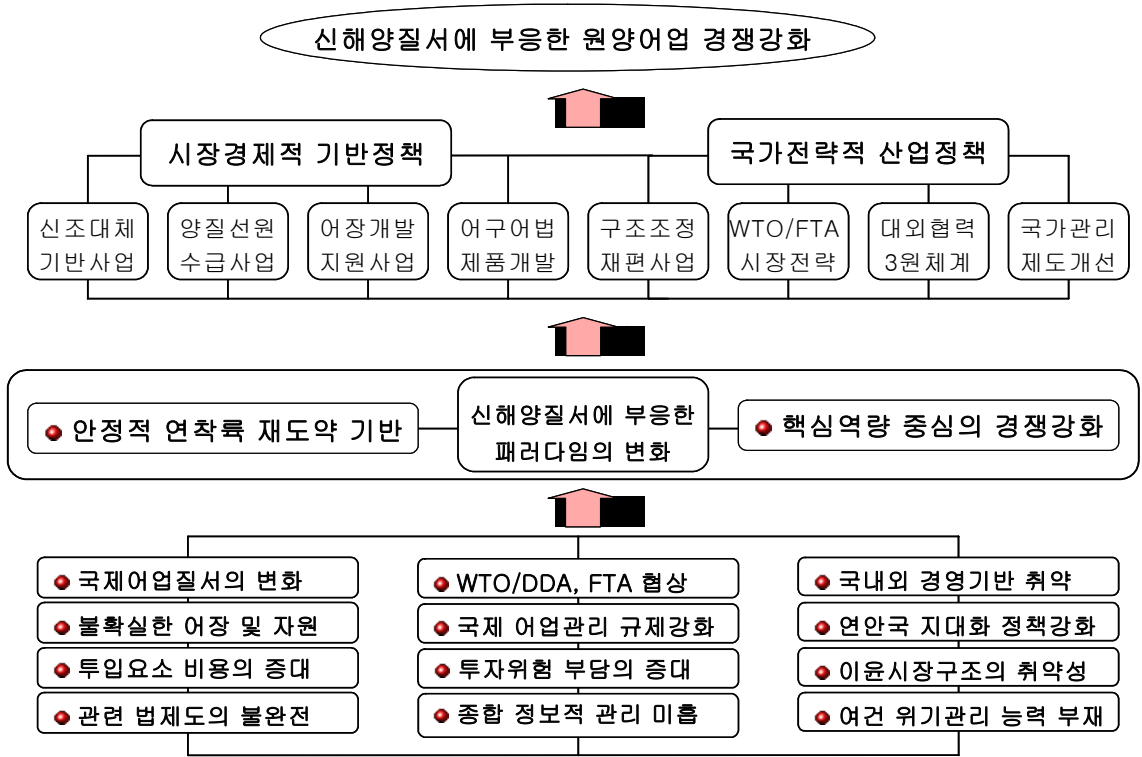 신해양질서에 부응한 원양어업 경쟁강화
시장경제적 기반정책
국가전략적 산업정책
신조대체
기반사업
양질선원
수급사업
어장개발
지원사업
어구어법
제품개발
구조조정
재편사업
WTO/FTA
시장전략
대외협력
3원체계
국가관리
제도개선
안정적 연착륙 재도약 기반
신해양질서에 부응한
패러다임의 변화
핵심역량 중심의 경쟁강화
국제어업질서의 변화
불확실한 어장 및 자원
투입요소 비용의 증대
관련 법제도의 불완전
WTO/DDA, FTA 협상
국제 어업관리 규제강화
투자위험 부담의 증대
종합 정보적 관리 미흡
국내외 경영기반 취약
연안국 지대화 정책강화
이윤시장구조의 취약성
여건 위기관리 능력 부재